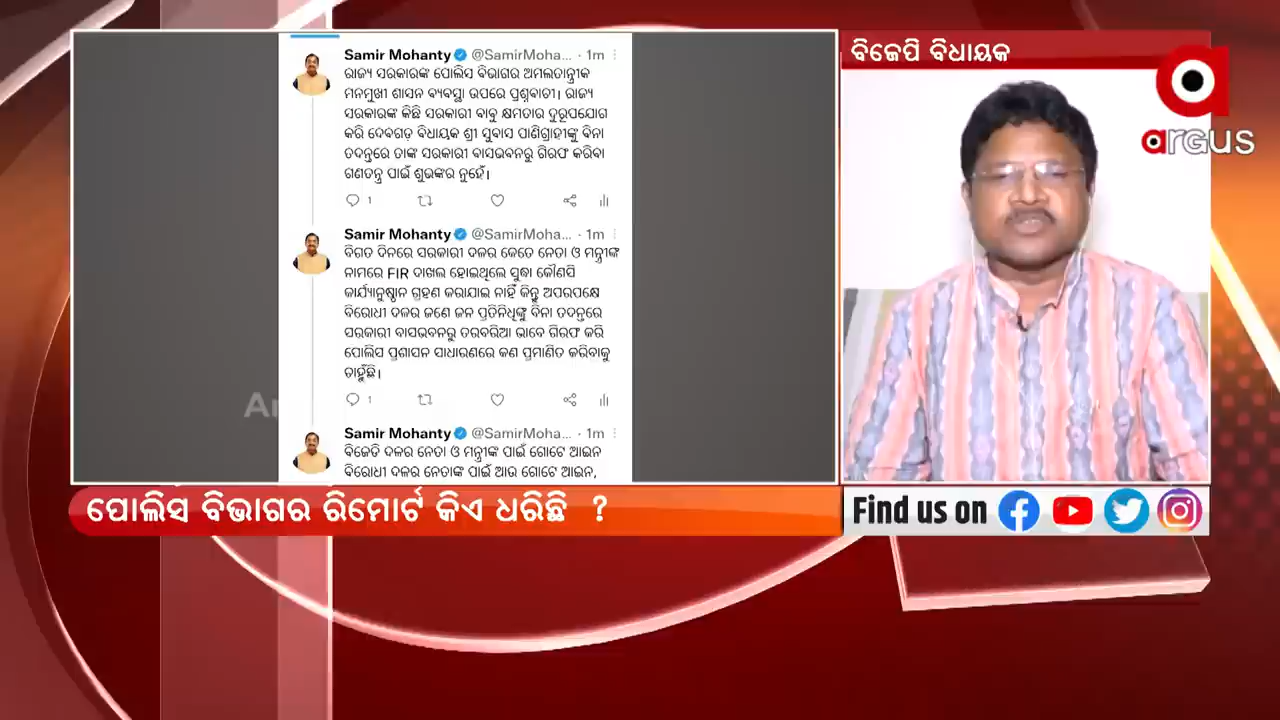 Samir Mohanty @SamirMoha... · 1m
ରାଜ୍ୟ ସରକାରଙ୍କ ପୋଲିସ ବିଭାଗର ଅମଲାତାନ୍ତ୍ରୀକ
ମନମୁଖୀ ଶାସନ ବ୍ୟବସ୍ଥା ଉପରେ ପ୍ରଶ୍ନବାଚୀ। ରାଜ୍ୟ
ସରକାରଙ୍କ କିଛି ସରକାରୀ ବାବୁ କ୍ଷମତାର ଦୁରୂପଯୋଗ
କରି ଦେବଗଡ଼ ବିଧାୟକ ଶ୍ରୀ ସୁବାସ ପାଣିଗ୍ରାହୀଙ୍କୁ ବିନା
ତଦନ୍ତରେ ତାଙ୍କ ସରକାରୀ ବାସଭବନରୁ ଗିରଫ କରିବା
ଗଣତନ୍ତ୍ର ପାଇଁ ଶୁଭଙ୍କର ନୁହେଁ।
1
Samir Mohanty @SamirMoha... · 1m
ବିଗତ ଦିନରେ ସରକାରୀ ଦଳର କେତେ ନେତା ଓ ମନ୍ତ୍ରୀଙ୍କ
ନାମରେ FIR ଦାଖଲ ହୋଇଥିଲେ ସୁଦ୍ଧା କୌଣସି
କାର୍ଯ୍ୟାନୁଷ୍ଠାନ ଗ୍ରହଣ କରାଯାଇ ନାହିଁ କିନ୍ତୁ ଅପରପକ୍ଷେ
ବିରୋଧୀ ଦଳର ଜଣେ ଜନ ପ୍ରତିନିଧିଙ୍କୁ ବିନା ତଦନ୍ତରେ
ସରକାରୀ ବାସଭବନରୁ ତରବରିଆ ଭାବେ ଗିରଫ କରି
ପୋଲିସ ପ୍ରଶାସନ ସାଧାରଣରେ କଣ ପ୍ରମାଣିତ କରିବାକୁ
ଚାହୁଁଛି।
1
Samir Mohanty @SamirMoha... · 1m
ବିଜେଡି ଦଳର ନେତା ଓ ମନ୍ତ୍ରୀଙ୍କ ପାଇଁ ଗୋଟେ ଆଇନ
ବିରୋଧୀ ଦଳର ନେତାଙ୍କ ପାଇଁ ଆଉ ଗୋଟେ ଆଇନ,
ବିଜେପି ବିଧାୟକ
argus
ପୋଲିସ ବିଭାଗର ରିମୋର୍ଟ କିଏ ଧରିଛି ?
Find us on